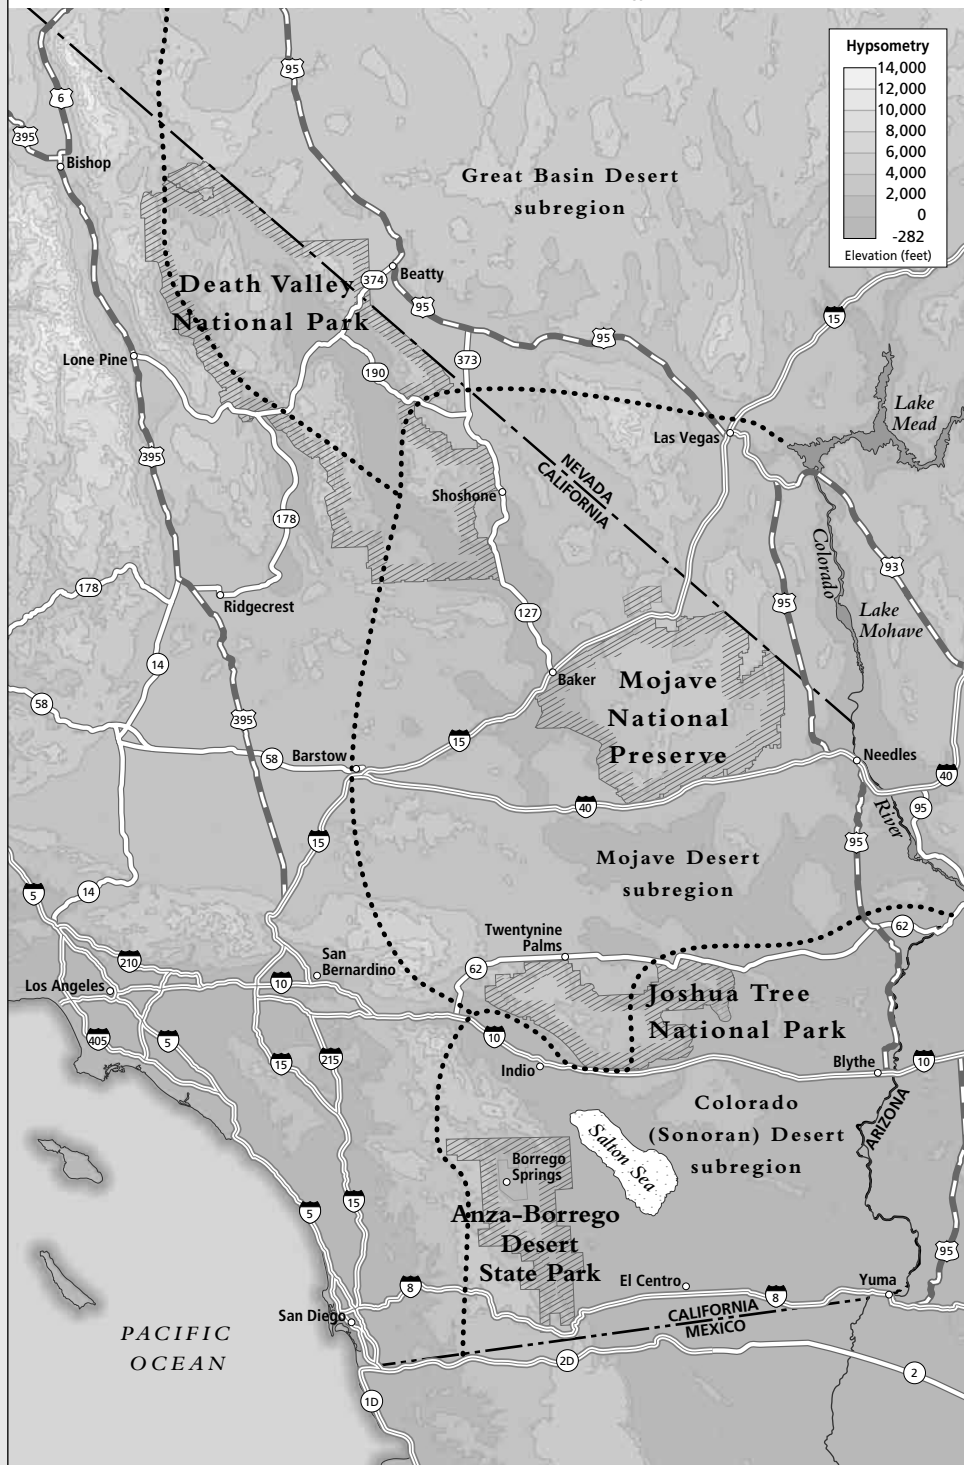 Hypsometry
14,000
12,000
10,000
8,000
6,000
4,000
2,000
0
-282
Elevation (feet)
95
6
395
Bishop
Great Basin Desert
subregion
Death Valley
National Park
374
Beatty
95
95
15
Lone Pine
373
190
Lake
Mead
Las Vegas
395
NEVADA
CALIFORNIA
Shoshone
178
Colorado
93
178
Ridgecrest
127
95
Lake
Mohave
14
Baker
Mojave
National
Preserve
58
395
15
58
Barstow
Needles
40
40
95
River
15
95
Mojave Desert
subregion
5
14
62
Twentynine
Palms
San
Bernardino
62
210
10
Los Angeles
Joshua Tree
National Park
405
5
15
215
10
Indio
Blythe
10
Colorado
(Sonoran) Desert
subregion
ARIZONA
Salton Sea
Borrego
Springs
5
15
Anza-Borrego
Desert
State Park
95
8
El Centro
8
Yuma
San Diego
CALIFORNIA
MEXICO
PACIFIC
OCEAN
2D
2
1D